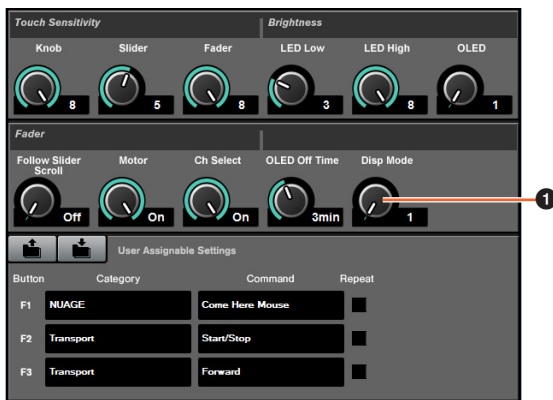 Touch Sensitivity Brightness
Knob Slider Fader LED Low LED High OLED
8 5 8 3 8 1
Fader
Follow Slider Scroll Motor Ch Select OLED Off Time Disp Mode
Off On On 3min 1
1
User Assignable Settings
Button Category Command Repeat
F1 NUAGE Come Here Mouse
F2 Transport Start/Stop
F3 Transport Forward